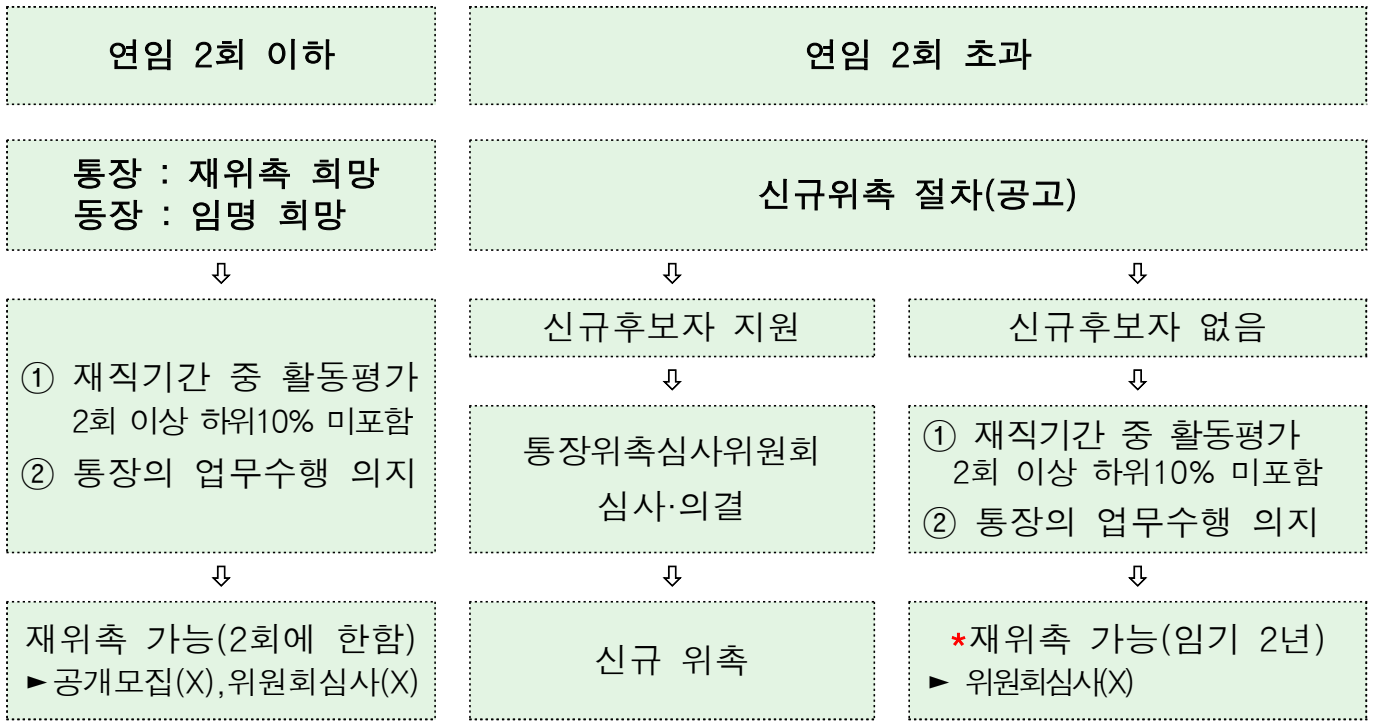 연임 2회 이하
통장 : 재위촉 희망
동장 : 임명 희망
⇩
① 재직기간 중 활동평가
2회 이상 하위10% 미포함
② 통장의 업무수행 의지
⇩
재위촉 가능(2회에 한함)
►공개모집(X),위원회심사(X)
연임 2회 초과
신규위촉 절차(공고)
⇩
신규후보자 지원
⇩
통장위촉심사위원회
심사·의결
⇩
신규 위촉
⇩
신규후보자 없음
⇩
① 재직기간 중 활동평가
2회 이상 하위10% 미포함
② 통장의 업무수행 의지
⇩
*재위촉 가능(임기 2년)
► 위원회심사(X)